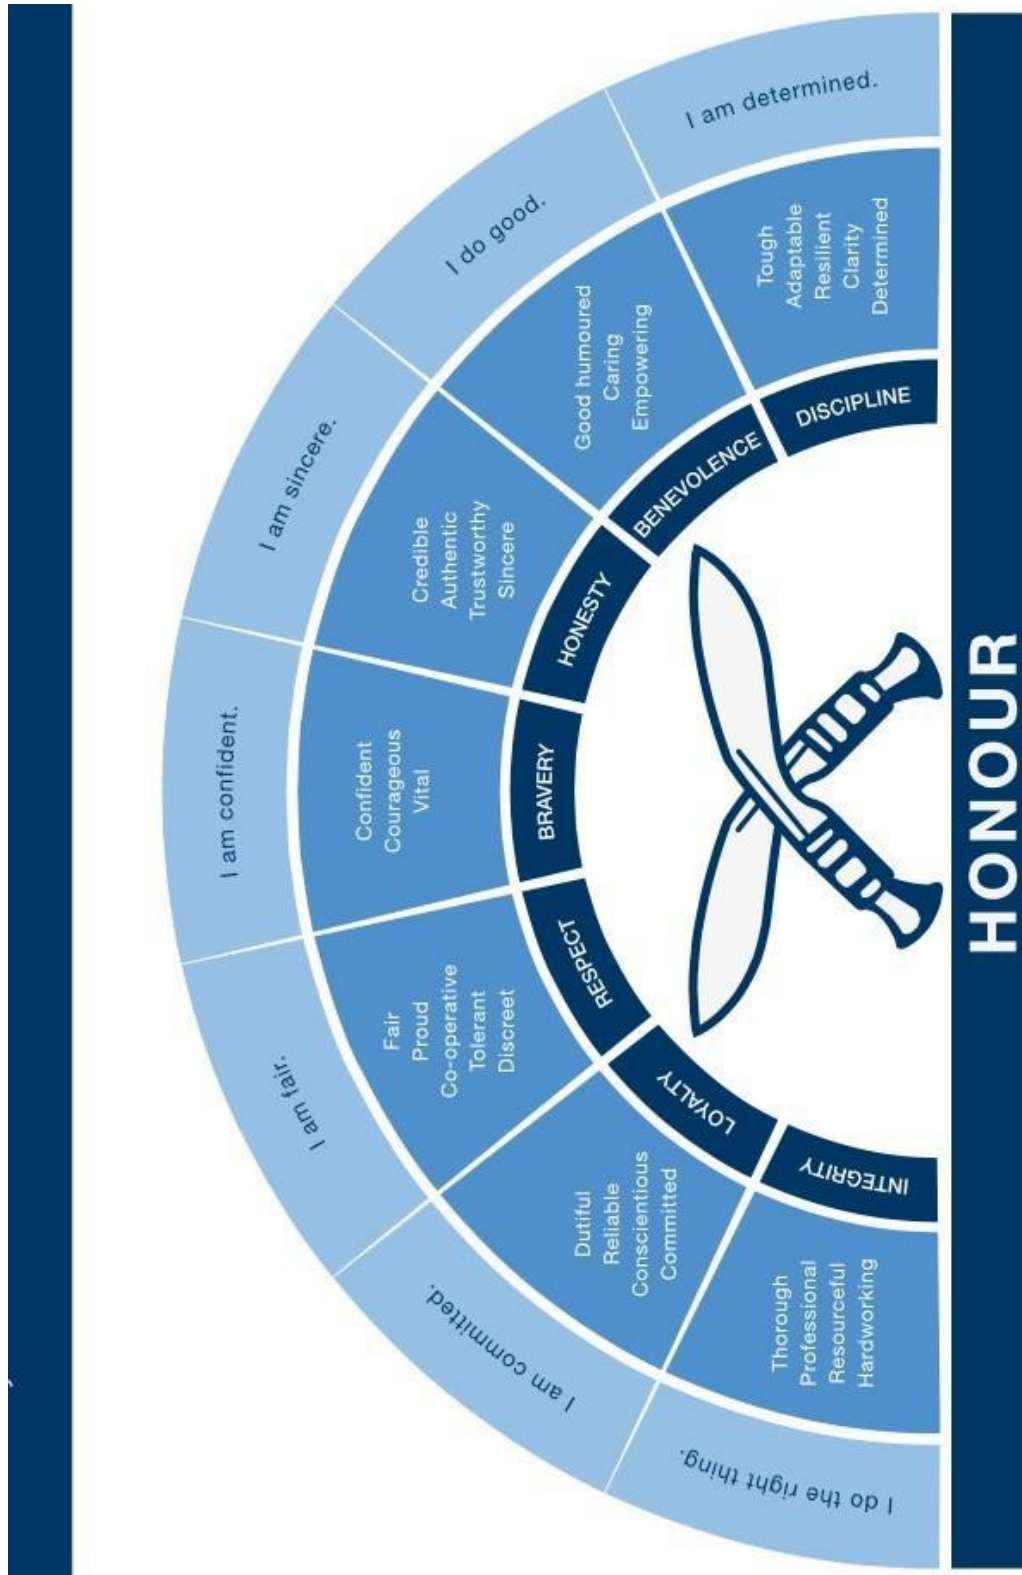 I do the right thing.
Thorough
Professional
Resourceful
Hardworking
INTEGRITY
I am committed.
Dutiful
Reliable
Conscientious
Committed
LOYALTY
I am fair.
Fair
Proud
Co-operative
Tolerant
Discreet
RESPECT
I am confident.
Confident
Courageous
Vital
BRAVERY
I am sincere.
Credible
Authentic
Trustworthy
Sincere
HONESTY
I do good.
Good humoured
Caring
Empowering
BENEVOLENCE
I am determined.
Tough
Adaptable
Resilient
Clarity
Determined
DISCIPLINE
HONOUR